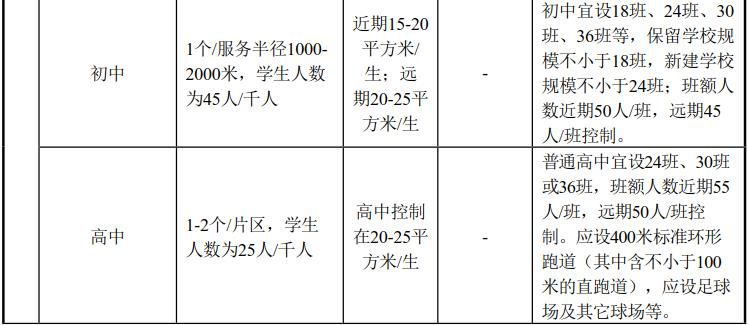 初中
1个/服务半径1000-
2000米，学生人数
为45人/千人
近期15-20
平方米/
生；远
期20-25平
方米/生
-
初中宜设18班、24班、30
班、36班等，保留学校规
模不小于18班，新建学校
规模不小于24班；班额人
数近期50人/班，远期45
人/班控制。
高中
1-2个/片区，学生
人数为25人/千人
高中控制
在20-25平
方米/生
-
普通高中宜设24班、30班
或36班，班额人数近期55
人/班，远期50人/班控
制。应设400米标准环形
跑道（其中含不小于100
米的直跑道），应设足球
场及其它球场等。